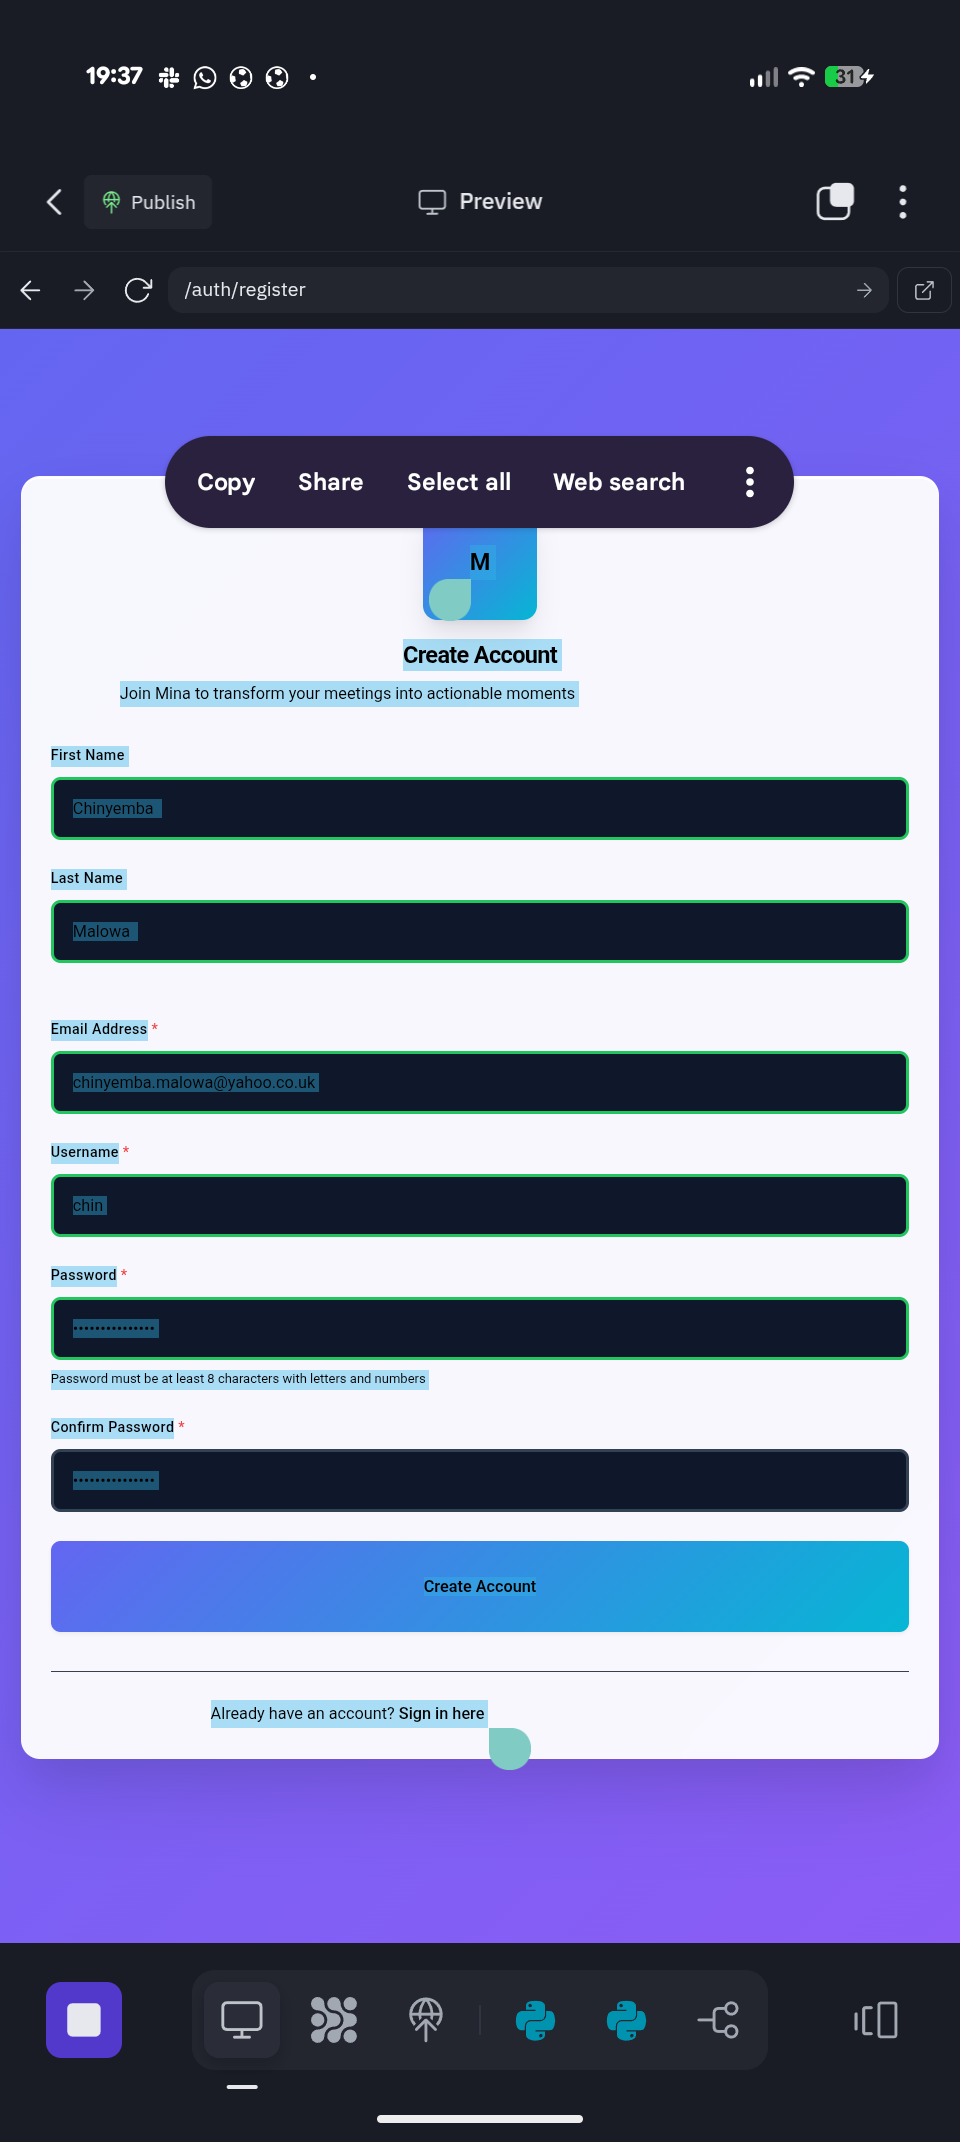 19:37
31
Publish
Preview
/auth/register
Copy Share Select all Web search
M
Create Account
Join Mina to transform your meetings into actionable moments
First Name
Chinyemba
Last Name
Malowa
Email Address *
chinyemba.malowa@yahoo.co.uk
Username *
chin
Password *
•••••••••••••••
Password must be at least 8 characters with letters and numbers
Confirm Password *
•••••••••••••••
Create Account
Already have an account? Sign in here